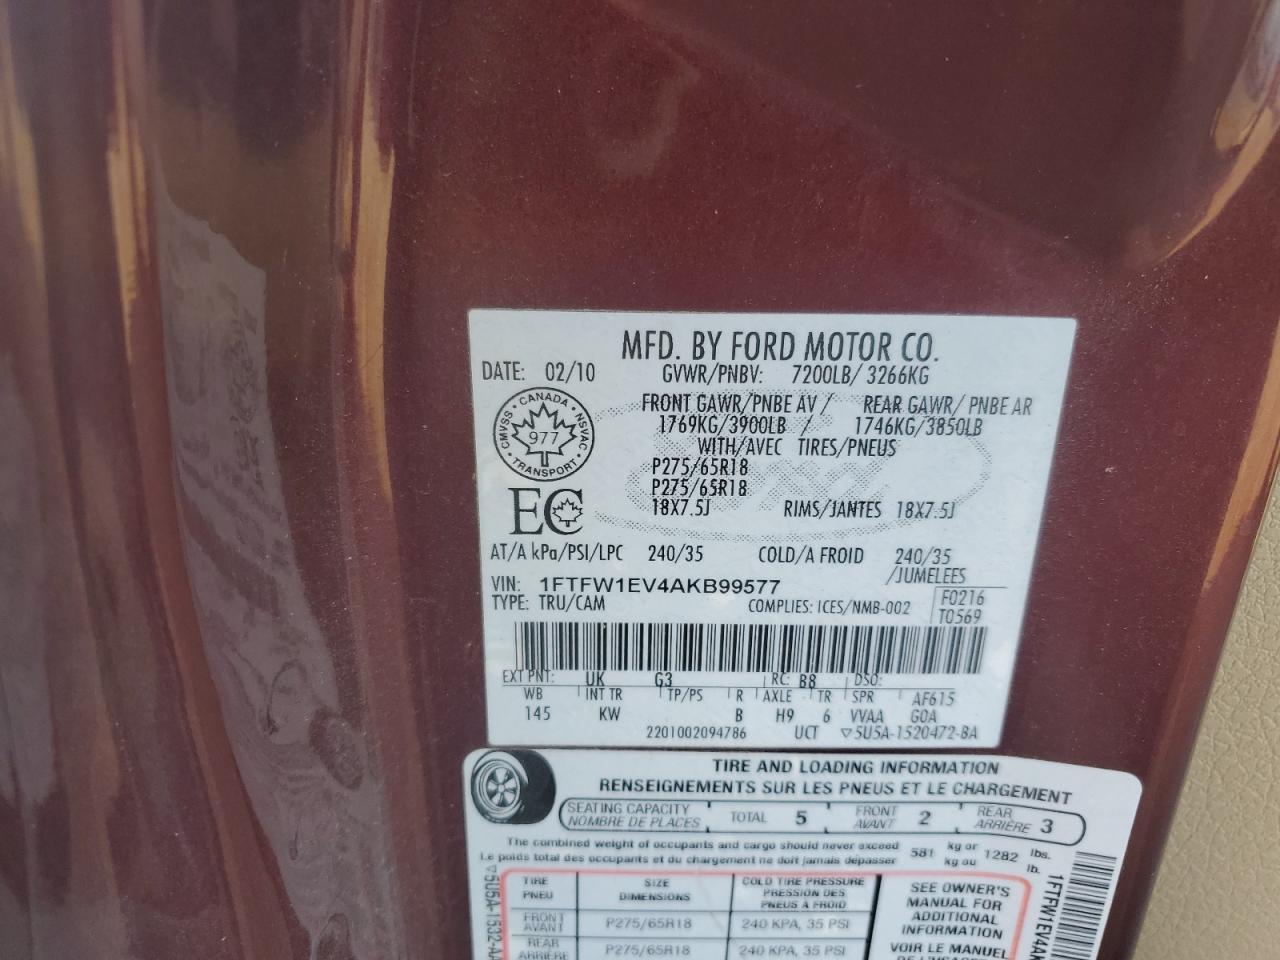 MFD. BY FORD MOTOR CO.
DATE: 02/10 GVWR/PNBV: 7200LB/ 3266KG
FRONT GAWR/PNBE AV / REAR GAWR/ PNBE AR
1769KG/3900LB / 1746KG/3850LB
WITH/AVEC TIRES/PNEUS
P275/65R18
P275/65R18
18X7.5J RIMS/JANTES 18X7.5J
CANADA
CMVSS 977 NSVAC
TRANSPORT
EC
AT/A kPa/PSI/LPC 240/35 COLD/A FROID 240/35
/JUMELEES
VIN: 1FTFW1EV4AKB99577
TYPE: TRU/CAM COMPLIES: ICES/NMB-002 F0216
T0569
EXT PNT: UK G3 RC: B8 DSO:
WB INT TR TP/PS R AXLE TR SPR AF615
145 KW B H9 6 VVAA GOA
2201002094786 UCT ▽5U5A-1520472-BA
TIRE AND LOADING INFORMATION
RENSEIGNEMENTS SUR LES PNEUS ET LE CHARGEMENT
SEATING CAPACITY
NOMBRE DE PLACES
TOTAL 5
FRONT
AVANT 2
REAR
ARRIÈRE 3
The combined weight of occupants and cargo should never exceed 581 kg or 1282 lbs.
Le poids total des occupants et du chargement ne doit jamais dépasser kg ou lb.
TIRE
PNEU
SIZE
DIMENSIONS
COLD TIRE PRESSURE
PRESSION DES
PNEUS A FROID
FRONT
AVANT
P275/65R18 240 KPA, 35 PSI
REAR
ARRIÈRE
P275/65R18 240 KPA, 35 PSI
SEE OWNER'S
MANUAL FOR
ADDITIONAL
INFORMATION
VOIR LE MANUEL
▽5U5A-1532-
1FTFW1EV4AK